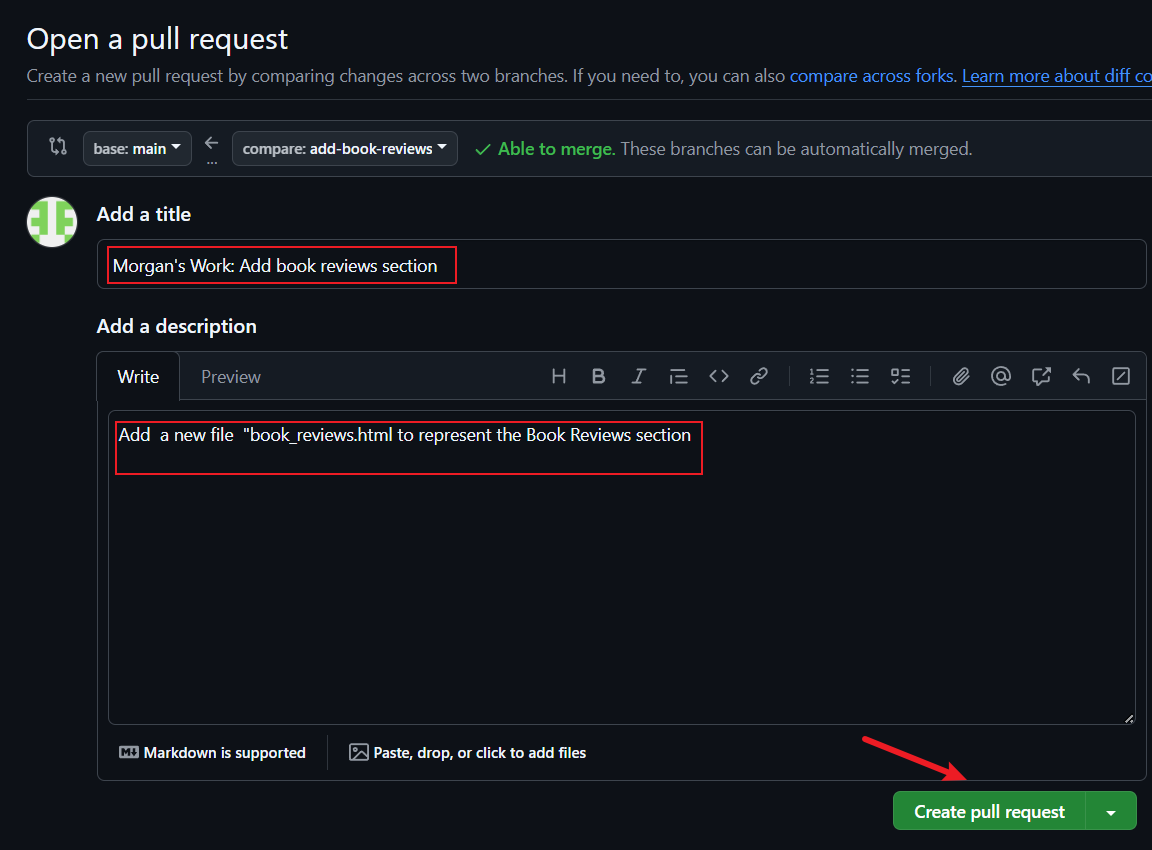 Open a pull request
Create a new pull request by comparing changes across two branches. If you need to, you can also compare across forks. Learn more about diff co
base: main ... compare: add-book-reviews Able to merge. These branches can be automatically merged.
Add a title
Morgan's Work: Add book reviews section
Add a description
Write Preview
Add  a new file  "book_reviews.html to represent the Book Reviews section
Markdown is supported Paste, drop, or click to add files
Create pull request